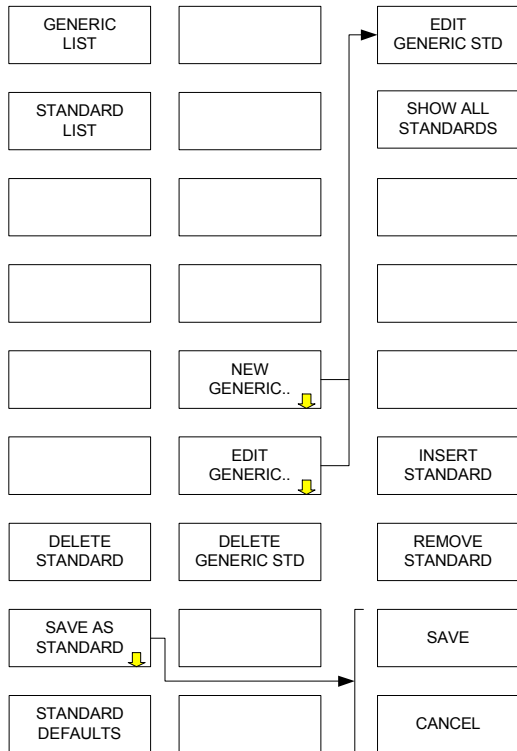 GENERIC
LIST
EDIT
GENERIC STD
STANDARD
LIST
SHOW ALL
STANDARDS
NEW
GENERIC..
EDIT
GENERIC..
INSERT
STANDARD
DELETE
STANDARD
DELETE
GENERIC STD
REMOVE
STANDARD
SAVE AS
STANDARD
SAVE
STANDARD
DEFAULTS
CANCEL